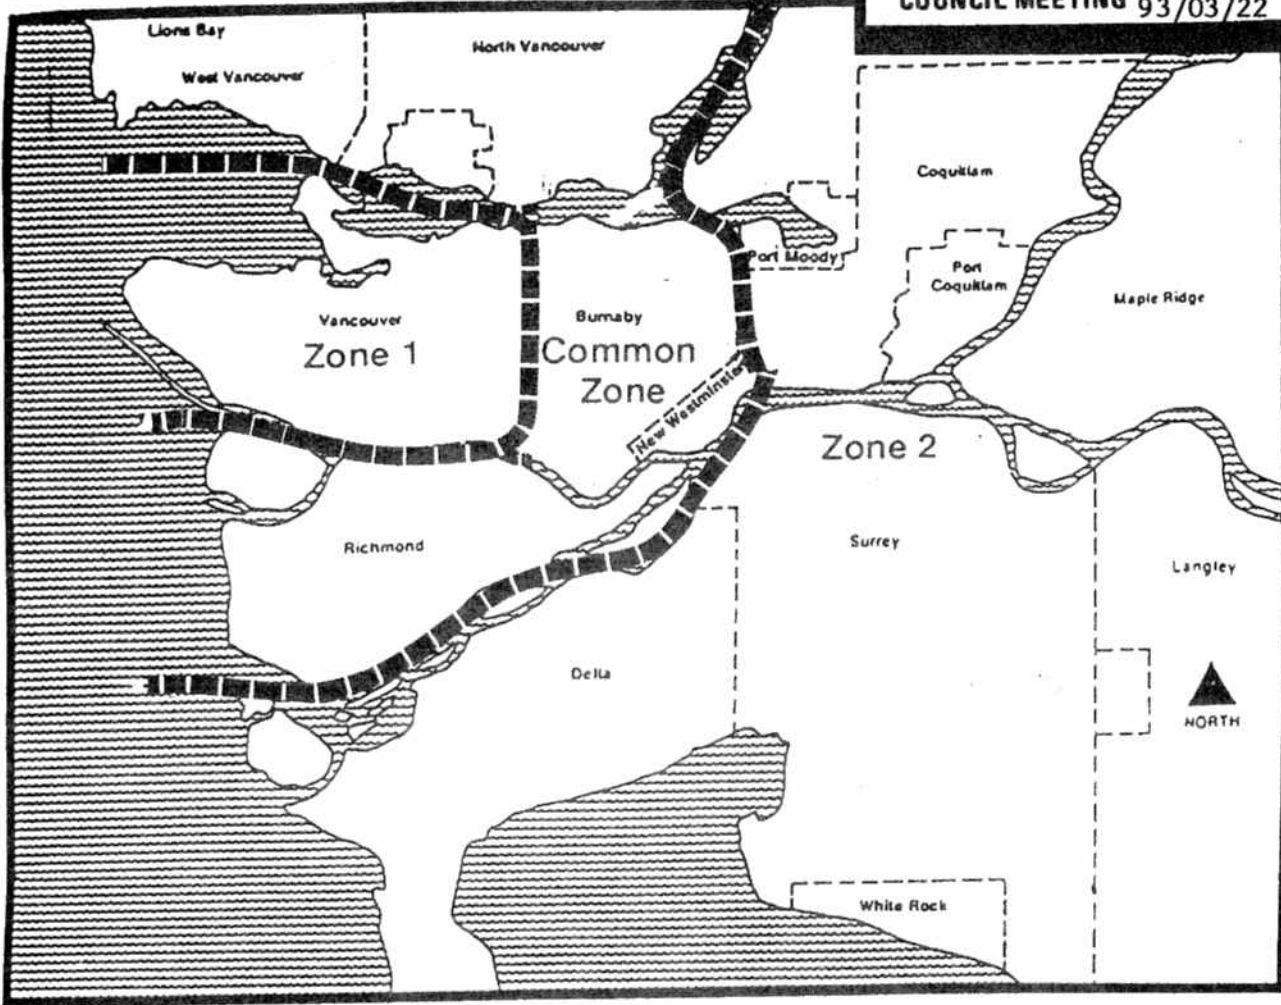 COUNCIL MEETING 93/03/22
Lions Bay
North Vancouver
West Vancouver
Coquitlam
Port Moody
Port
Coquitlam
Maple Ridge
Vancouver
Zone 1
Burnaby
Common
Zone
New Westminster
Zone 2
Richmond
Surrey
Langley
Delta
NORTH
White Rock